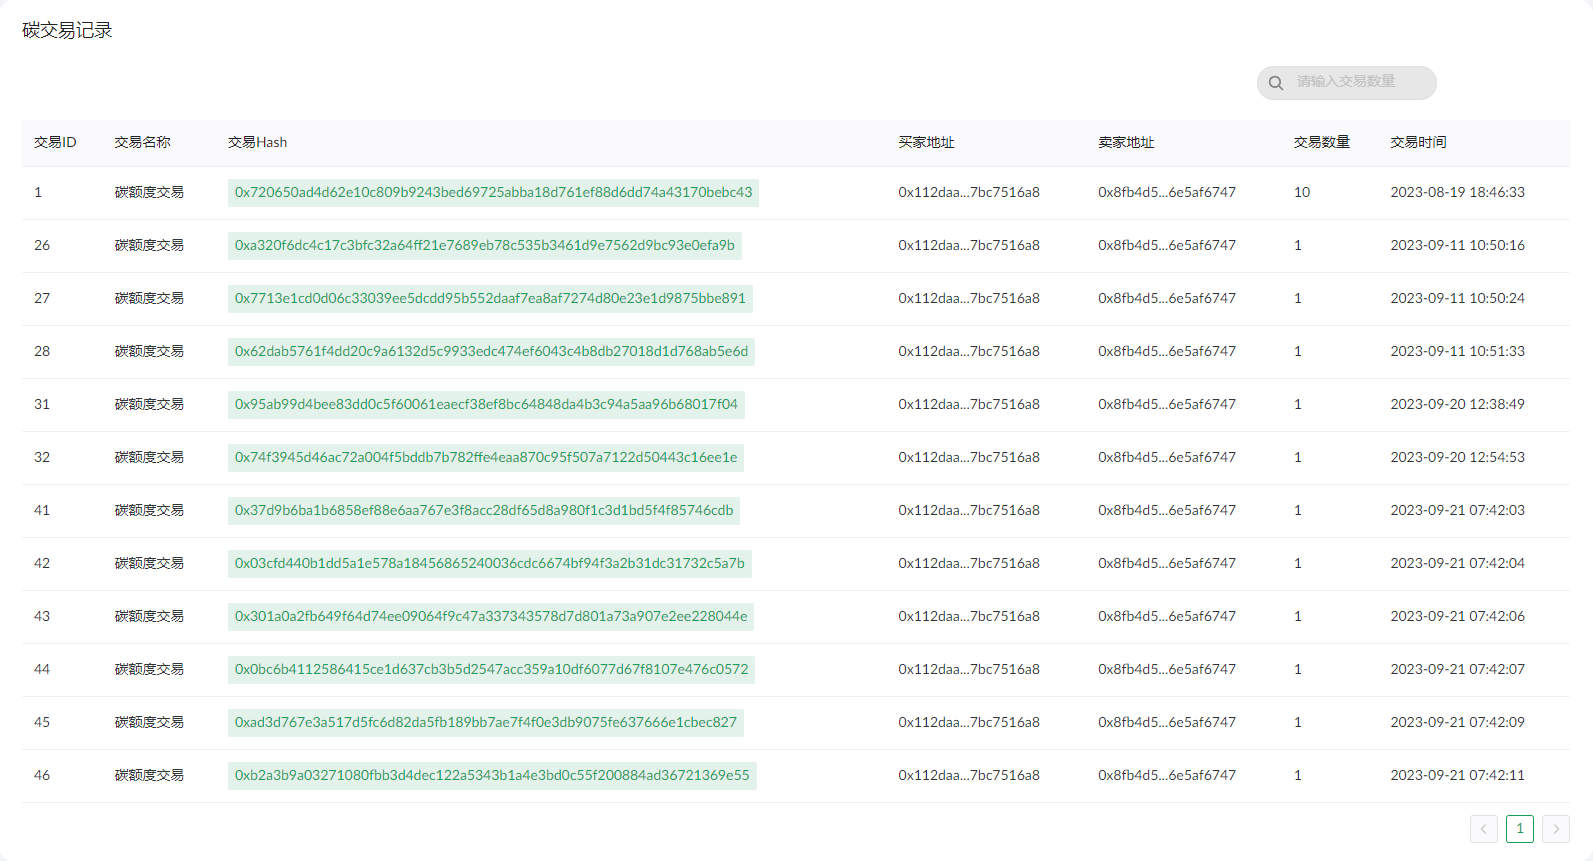 碳交易记录
请输入交易数量
交易ID 交易名称 交易Hash 买家地址 卖家地址 交易数量 交易时间
1 碳额度交易 0x720650ad4d62e10c809b9243bed69725abba18d761ef88d6dd74a43170bebc43 0x112daa...7bc7516a8 0x8fb4d5...6e5af6747 10 2023-08-19 18:46:33
26 碳额度交易 0xa320f6dc4c17c3bfc32a64ff21e7689eb78c535b3461d9e7562d9bc93e0efa9b 0x112daa...7bc7516a8 0x8fb4d5...6e5af6747 1 2023-09-11 10:50:16
27 碳额度交易 0x7713e1cd0d06c33039ee5dcdd95b552daaf7ea8af7274d80e23e1d9875bbe891 0x112daa...7bc7516a8 0x8fb4d5...6e5af6747 1 2023-09-11 10:50:24
28 碳额度交易 0x62dab5761f4dd20c9a6132d5c9933edc474ef6043c4b8db27018d1d768ab5e6d 0x112daa...7bc7516a8 0x8fb4d5...6e5af6747 1 2023-09-11 10:51:33
31 碳额度交易 0x95ab99d4bee83dd0c5f60061eaecf38ef8bc64848da4b3c94a5aa96b68017f04 0x112daa...7bc7516a8 0x8fb4d5...6e5af6747 1 2023-09-20 12:38:49
32 碳额度交易 0x74f3945d46ac72a004f5bddb7b782ffe4eaa870c95f507a7122d50443c16ee1e 0x112daa...7bc7516a8 0x8fb4d5...6e5af6747 1 2023-09-20 12:54:53
41 碳额度交易 0x37d9b6ba1b6858ef88e6aa767e3f8acc28df65d8a980f1c3d1bd5f4f85746cdb 0x112daa...7bc7516a8 0x8fb4d5...6e5af6747 1 2023-09-21 07:42:03
42 碳额度交易 0x03cfd440b1dd5a1e578a18456865240036cdc6674bf94f3a2b31dc31732c5a7b 0x112daa...7bc7516a8 0x8fb4d5...6e5af6747 1 2023-09-21 07:42:04
43 碳额度交易 0x301a0a2fb649f64d74ee09064f9c47a337343578d7d801a73a907e2ee228044e 0x112daa...7bc7516a8 0x8fb4d5...6e5af6747 1 2023-09-21 07:42:06
44 碳额度交易 0x0bc6b4112586415ce1d637cb3b5d2547acc359a10df6077d67f8107e476c0572 0x112daa...7bc7516a8 0x8fb4d5...6e5af6747 1 2023-09-21 07:42:07
45 碳额度交易 0xad3d767e3a517d5fc6d82da5fb189bb7ae7f4f0e3db9075fe637666e1cbec827 0x112daa...7bc7516a8 0x8fb4d5...6e5af6747 1 2023-09-21 07:42:09
46 碳额度交易 0xb2a3b9a03271080fbb3d4dec122a5343b1a4e3bd0c55f200884ad36721369e55 0x112daa...7bc7516a8 0x8fb4d5...6e5af6747 1 2023-09-21 07:42:11
1